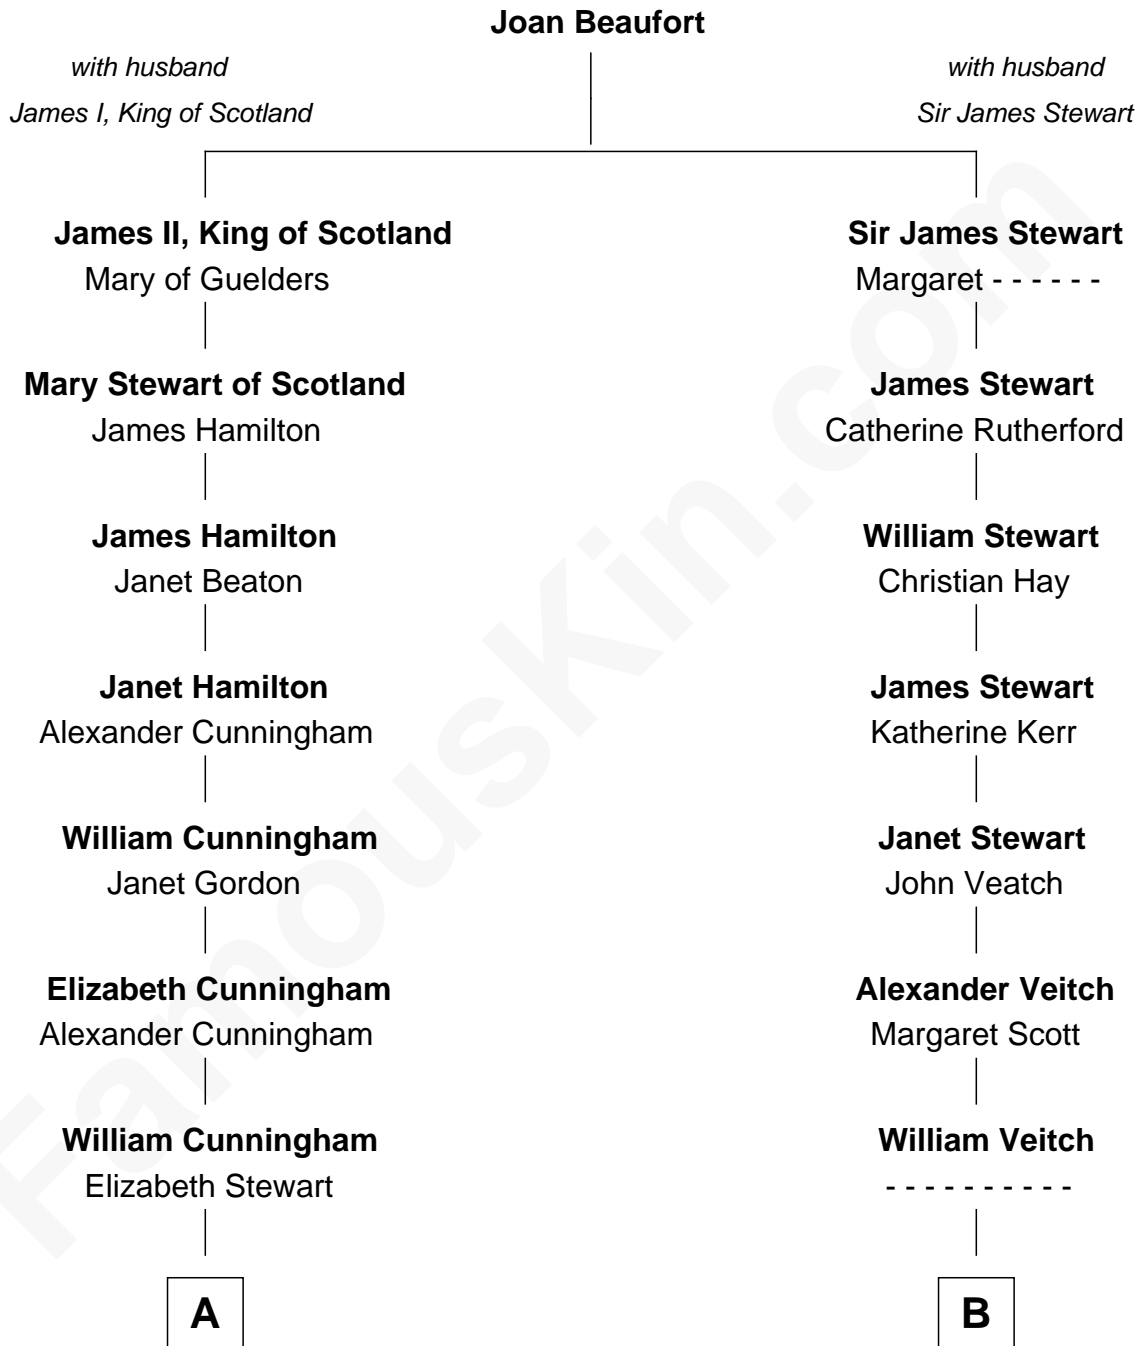 Joan Beaufort
with husband
James I, King of Scotland
with husband
Sir James Stewart
James II, King of Scotland
Mary of Guelders
Sir James Stewart
Margaret - - - - - -
Mary Stewart of Scotland
James Hamilton
James Stewart
Catherine Rutherford
James Hamilton
Janet Beaton
William Stewart
Christian Hay
Janet Hamilton
Alexander Cunningham
James Stewart
Katherine Kerr
William Cunningham
Janet Gordon
Janet Stewart
John Veatch
Elizabeth Cunningham
Alexander Cunningham
Alexander Veitch
Margaret Scott
William Cunningham
Elizabeth Stewart
William Veitch
- - - - - - - - - -
A
B
FamousKin.com